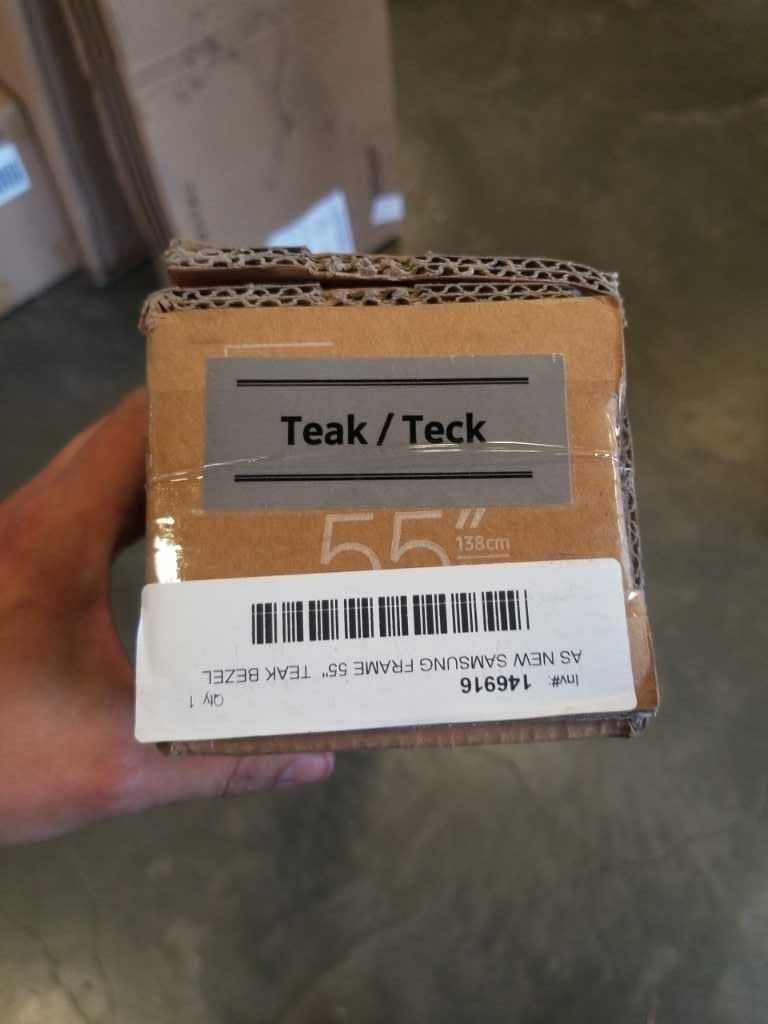 Teak / Teck
55"
138cm
Inv#: 146916
AS NEW SAMSUNG FRAME 55" TEAK BEZEL
Qty 1